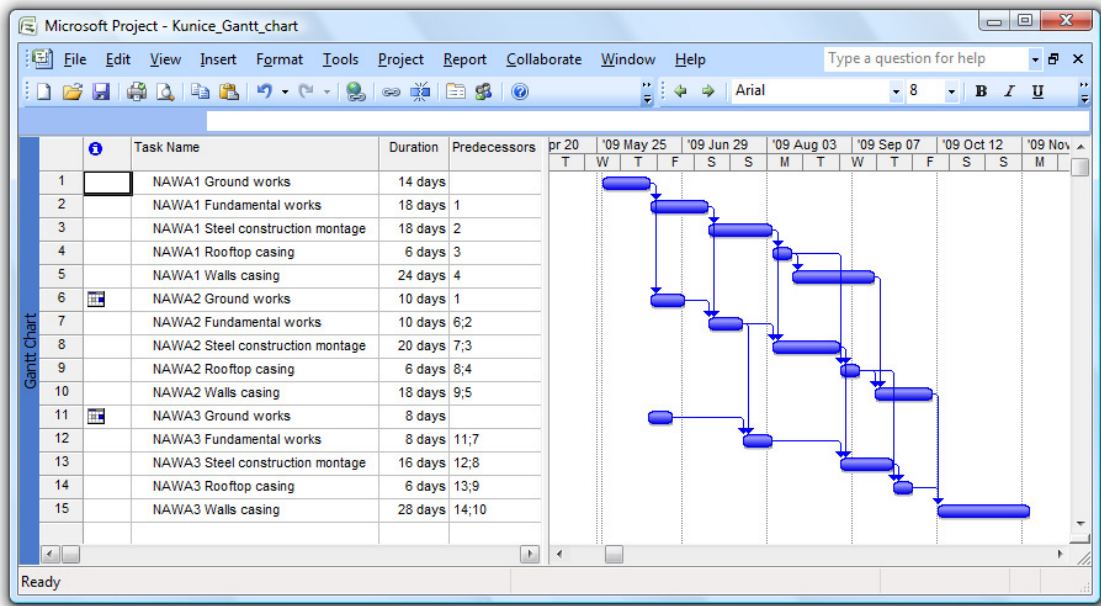 Microsoft Project - Kunice_Gantt_chart
File Edit View Insert Format Tools Project Report Collaborate Window Help Type a question for help
Arial 8 B I U
Task Name Duration Predecessors pr 20 '09 May 25 '09 Jun 29 '09 Aug 03 '09 Sep 07 '09 Oct 12 '09 Nov
T W T F S S M T W T F S S M
1 NAWA1 Ground works 14 days
2 NAWA1 Fundamental works 18 days 1
3 NAWA1 Steel construction montage 18 days 2
4 NAWA1 Rooftop casing 6 days 3
5 NAWA1 Walls casing 24 days 4
6 NAWA2 Ground works 10 days 1
7 NAWA2 Fundamental works 10 days 6;2
8 NAWA2 Steel construction montage 20 days 7;3
9 NAWA2 Rooftop casing 6 days 8;4
10 NAWA2 Walls casing 18 days 9;5
11 NAWA3 Ground works 8 days
12 NAWA3 Fundamental works 8 days 11;7
13 NAWA3 Steel construction montage 16 days 12;8
14 NAWA3 Rooftop casing 6 days 13;9
15 NAWA3 Walls casing 28 days 14;10
Gantt Chart
Ready